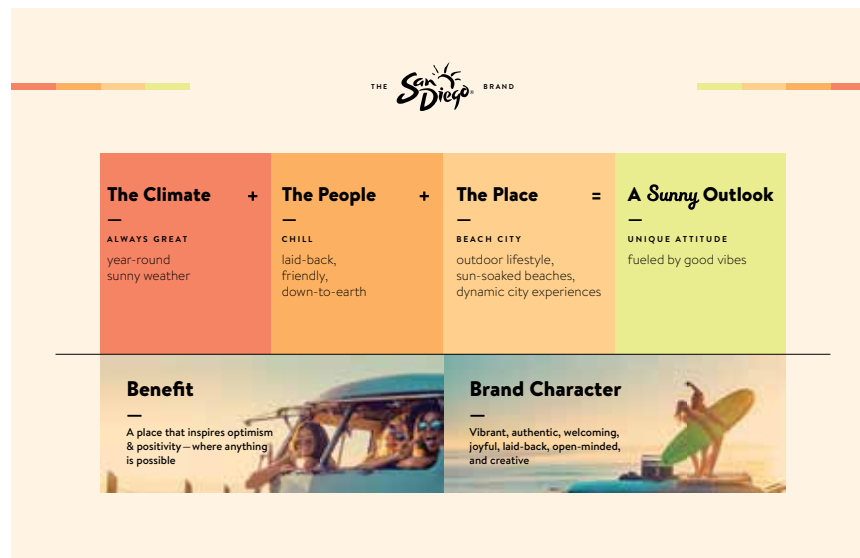 THE San Diego® BRAND
The Climate +
ALWAYS GREAT
year-round
sunny weather
The People +
CHILL
laid-back,
friendly,
down-to-earth
The Place =
BEACH CITY
outdoor lifestyle,
sun-soaked beaches,
dynamic city experiences
A Sunny Outlook
UNIQUE ATTITUDE
fueled by good vibes
Benefit
A place that inspires optimism
& positivity—where anything
is possible
Brand Character
Vibrant, authentic, welcoming,
joyful, laid-back, open-minded,
and creative